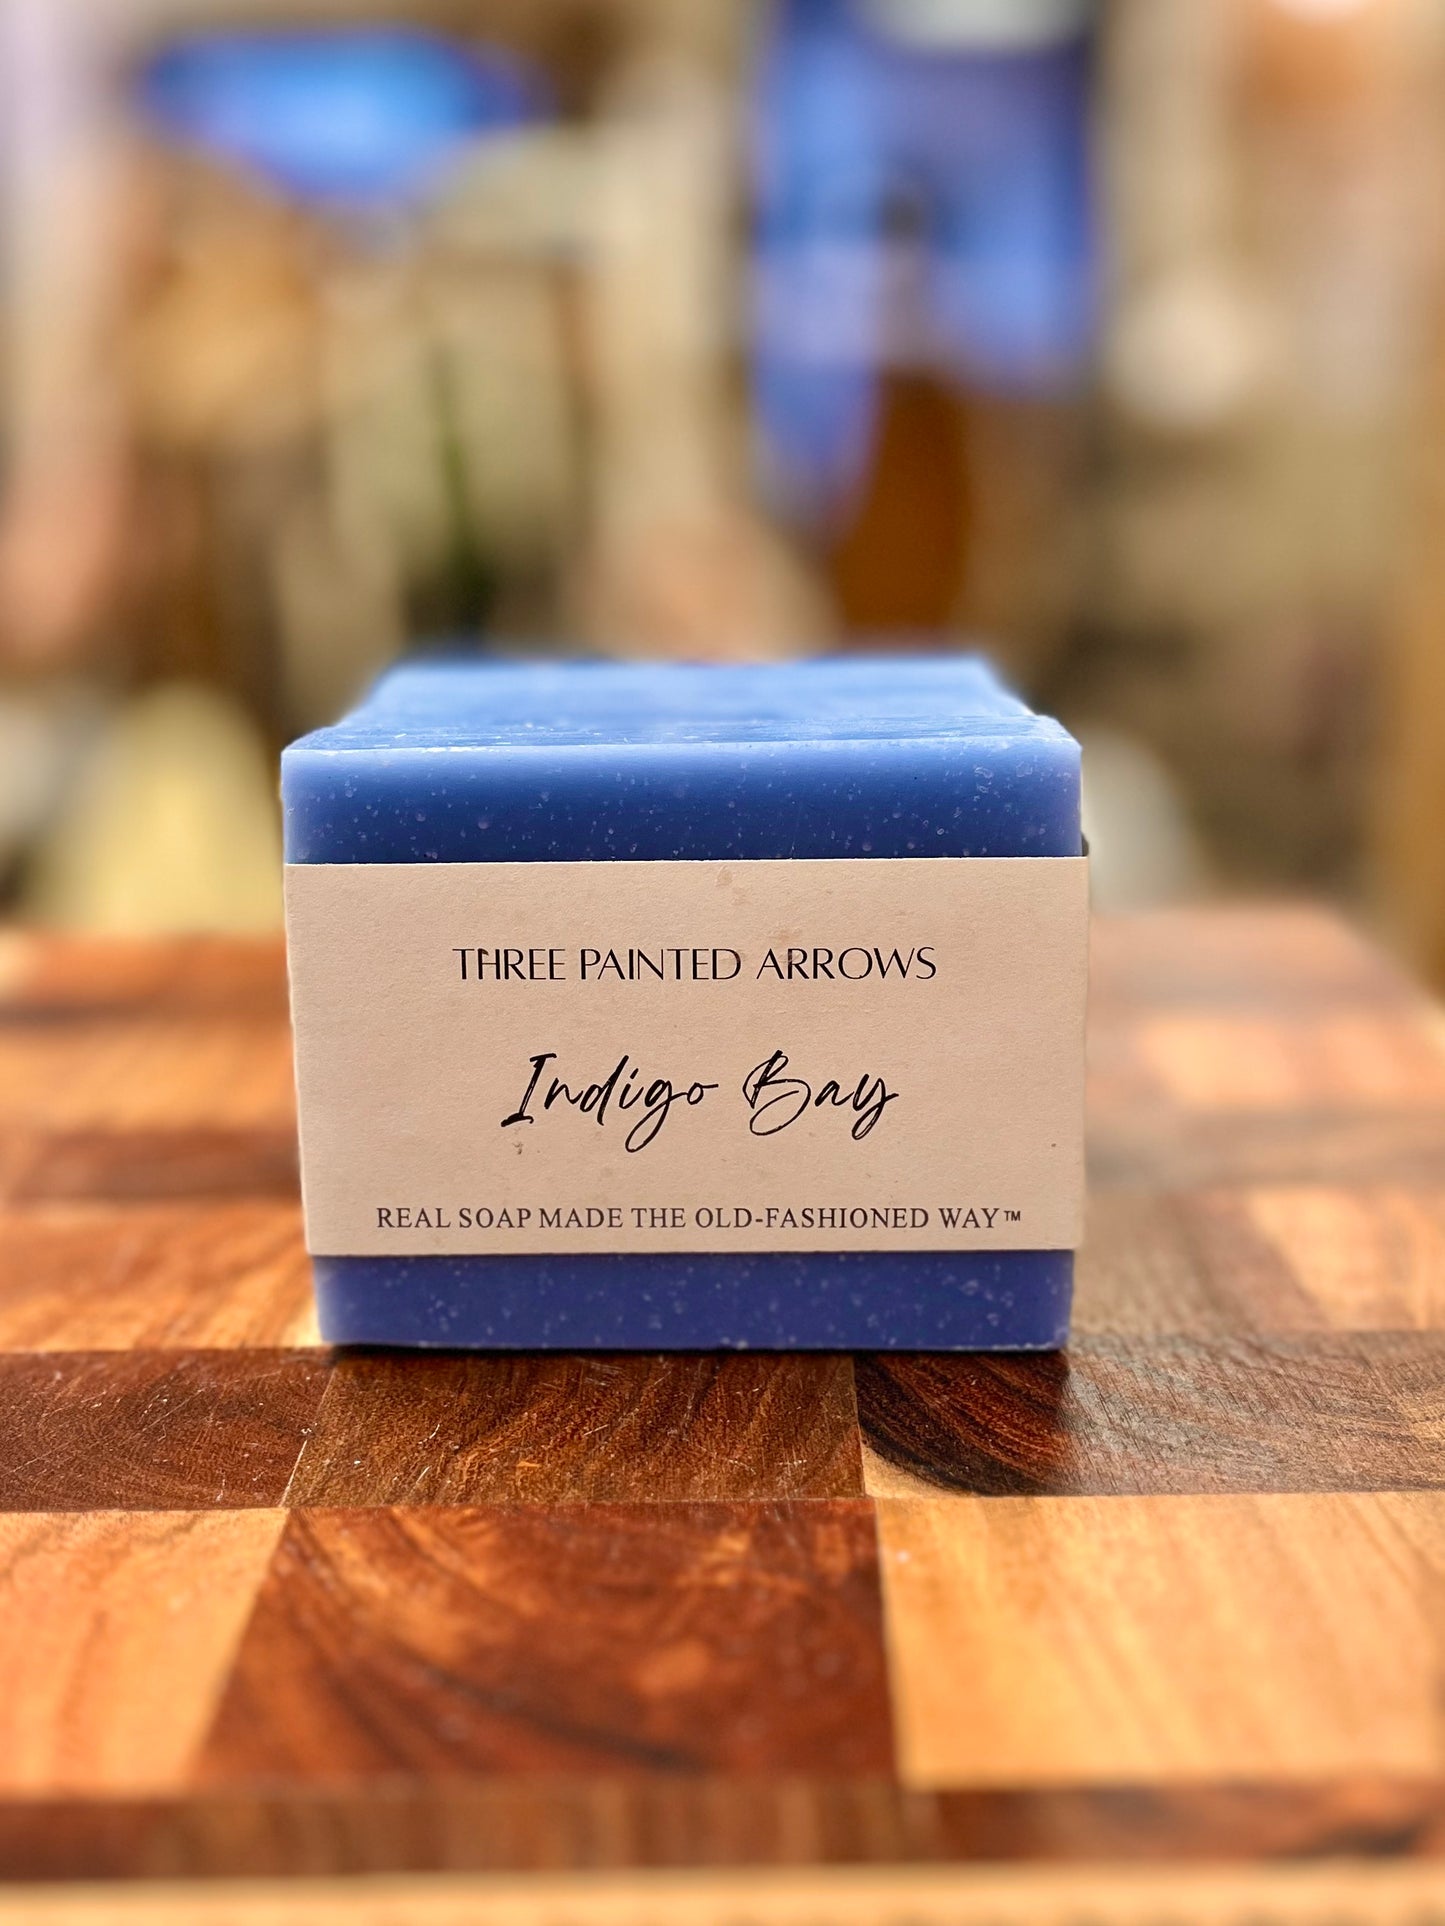 THREE PAINTED ARROWS
Indigo Bay
REAL SOAP MADE THE OLD-FASHIONED WAY™